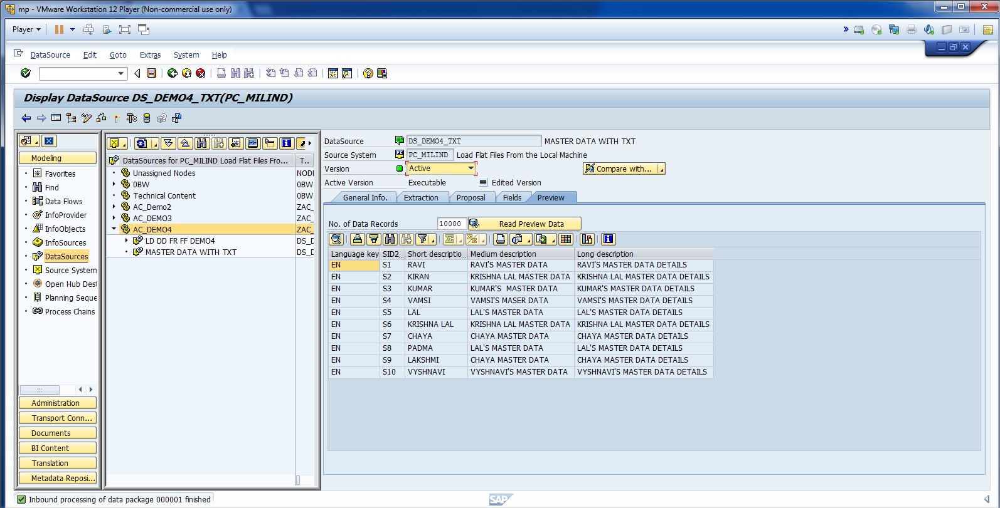 mp - VMware Workstation 12 Player (Non-commercial use only)
Player
DataSource Edit Goto Extras System Help
Display DataSource DS_DEMO4_TXT(PC_MILIND)
Modeling
Favorites
Find
Data Flows
InfoProvider
InfoObjects
InfoSources
DataSources
Source System
Open Hub Dest
Planning Seque
Process Chains
Administration
Transport Conn...
Documents
BI Content
Translation
Metadata Reposi...
DataSources for PC_MILIND Load Flat Files Fro... T..
Unassigned Nodes NODE
0BW 0BW
Technical Content 0BW
AC_Demo2 ZAC_
AC_DEMO3 ZAC_
AC_DEMO4 ZAC_
LD DD FR FF DEMO4 DS_D
MASTER DATA WITH TXT DS_D
DataSource DS_DEMO4_TXT MASTER DATA WITH TXT
Source System PC_MILIND Load Flat Files From the Local Machine
Version Active Compare with...
Active Version Executable = Edited Version
General Info. Extraction Proposal Fields Preview
No. of Data Records 10000 Read Preview Data
Language key SID2... Short descriptio... Medium description Long description
EN S1 RAVI RAVI'S MASTER DATA RAVI'S MASTER DATA DETAILS
EN S2 KIRAN KRISHNA LAL MASTER DATA KRISHNA LAL MASTER DATA DETAILS
EN S3 KUMAR KUMAR'S  MASTER DATA KUMAR'S MASTER DATA DETAILS
EN S4 VAMSI VAMSI'S MASER DATA VAMSI'S MASTER DATA DETAILS
EN S5 LAL LAL'S MASTER DATA LAL'S MASTER DATA DETAILS
EN S6 KRISHNA LAL KRISHNA LAL MASTER DATA KRISHNA LAL MASTER DATA DETAILS
EN S7 CHAYA CHAYA MASTER DATA CHAYA MASTER DATA DETAILS
EN S8 PADMA LAL'S MASTER DATA LAL'S MASTER DATA DETAILS
EN S9 LAKSHMI CHAYA MASTER DATA CHAYA MASTER DATA DETAILS
EN S10 VYSHNAVI VYSHNAVI'S MASTER DATA VYSHNAVI'S MASTER DATA DETAILS
Inbound processing of data package 000001 finished
SAP